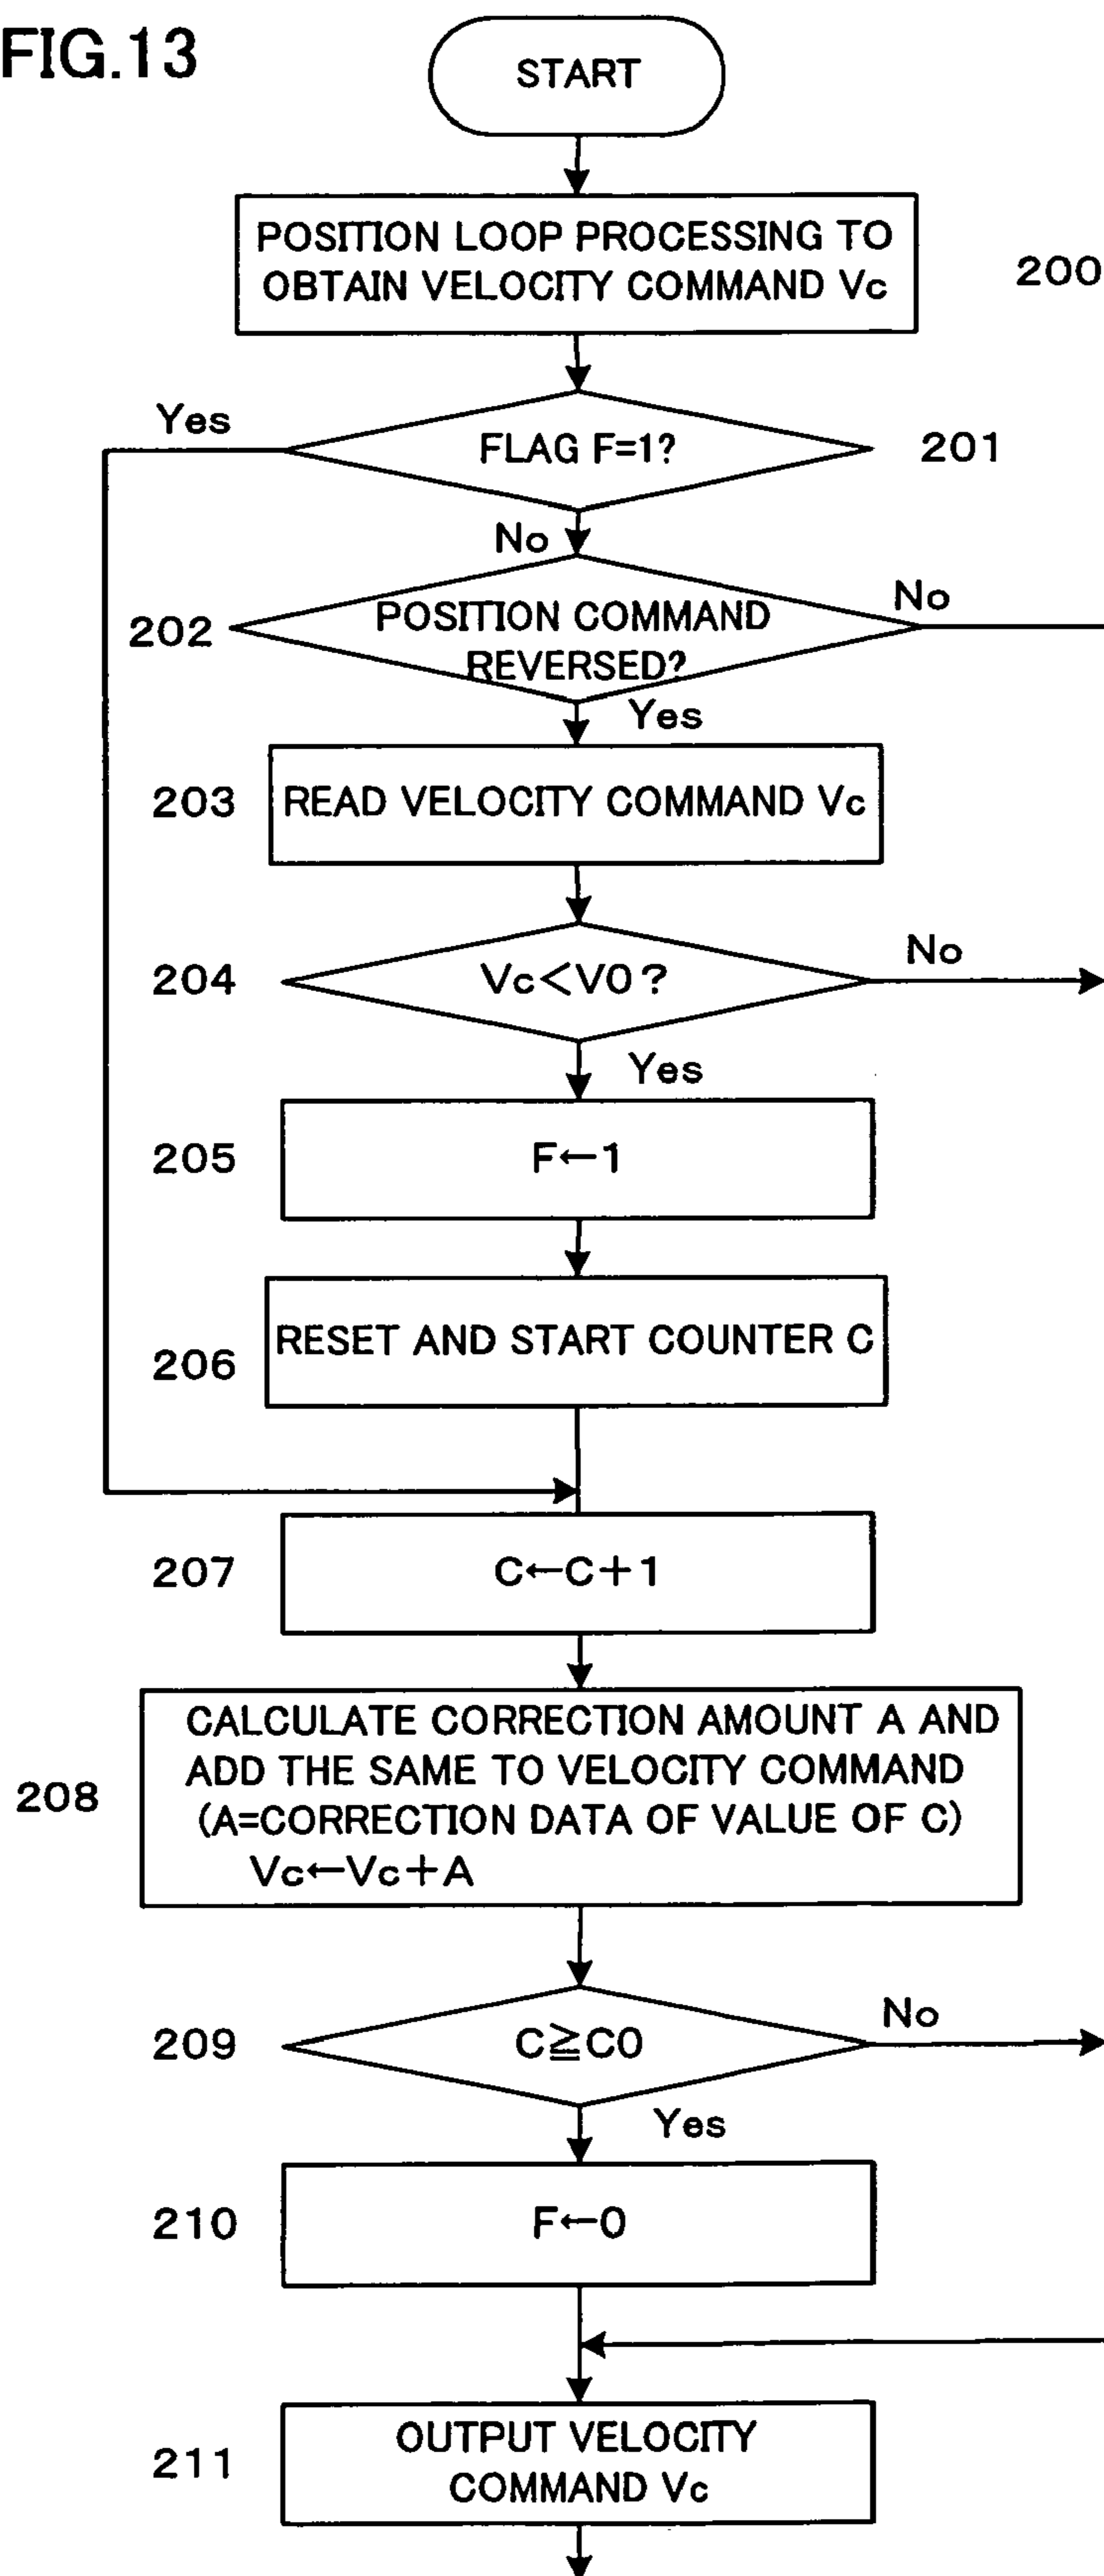 FIG.13
START
POSITION LOOP PROCESSING TO
OBTAIN VELOCITY COMMAND Vc
200
Yes
FLAG F=1?
201
No
No
202
POSITION COMMAND
REVERSED?
Yes
203
READ VELOCITY COMMAND Vc
204
Vc<V0?
No
Yes
205
F←1
206
RESET AND START COUNTER C
207
C←C+1
208
CALCULATE CORRECTION AMOUNT A AND
ADD THE SAME TO VELOCITY COMMAND
(A=CORRECTION DATA OF VALUE OF C)
Vc←Vc+A
209
C≧C0
No
Yes
210
F←0
211
OUTPUT VELOCITY
COMMAND Vc